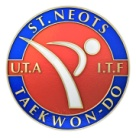 ST. NEOTS
U.T.A
I.T.F
TAEKWON-DO